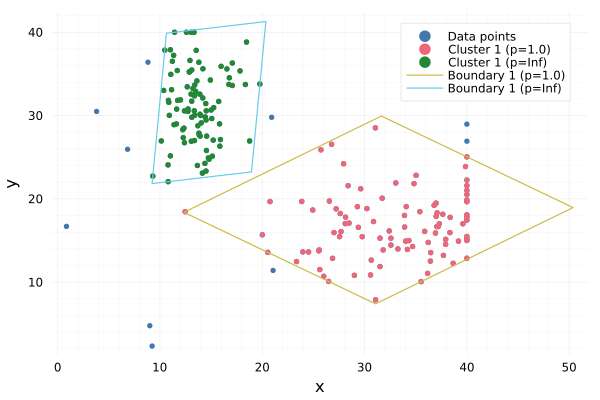 40
30
20
10
y
0
10
20
30
40
50
x
Data points
Cluster 1 (p=1.0)
Cluster 1 (p=Inf)
Boundary 1 (p=1.0)
Boundary 1 (p=Inf)